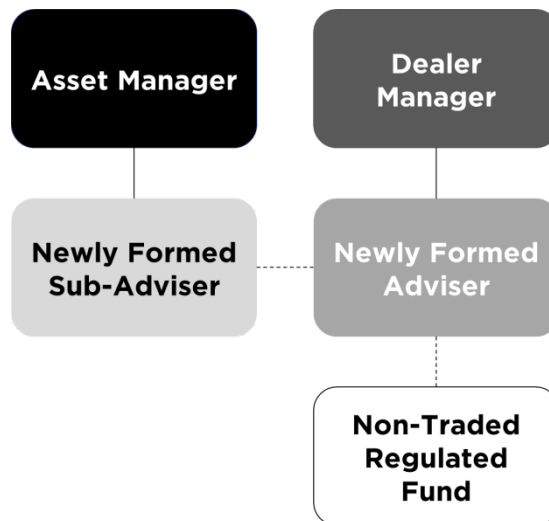 Asset Manager
Dealer
Manager
Newly Formed
Sub-Adviser
Newly Formed
Adviser
Non-Traded
Regulated
Fund